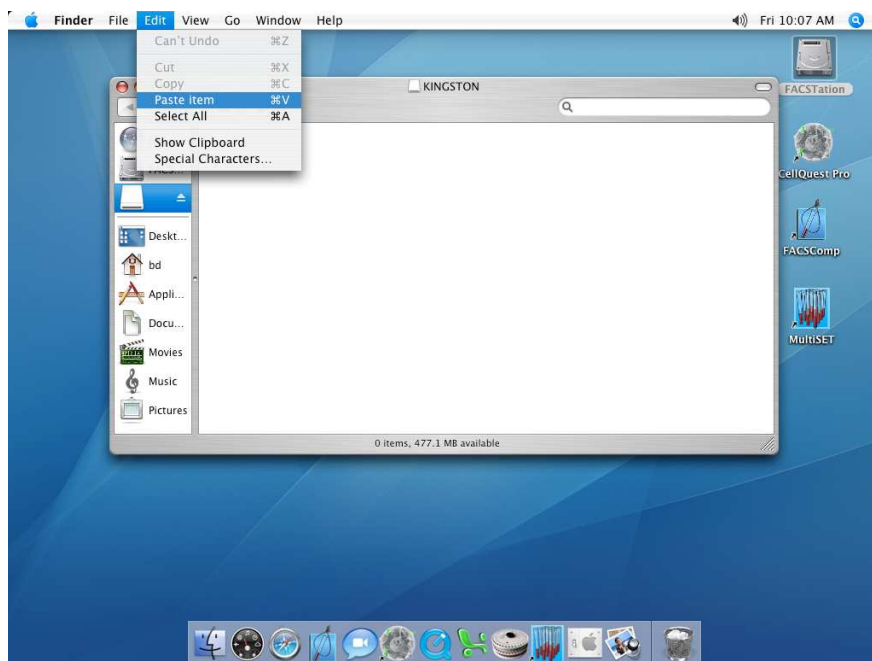 Finder File Edit View Go Window Help Fri 10:07 AM
Can't Undo ⌘Z
Cut ⌘X
Copy ⌘C
Paste item ⌘V
Select All ⌘A
Show Clipboard
Special Characters...
KINGSTON
Deskt...
bd
Appli...
Docu...
Movies
Music
Pictures
0 items, 477.1 MB available
FACSTation
CellQuest Pro
FACSComp
MultiSET